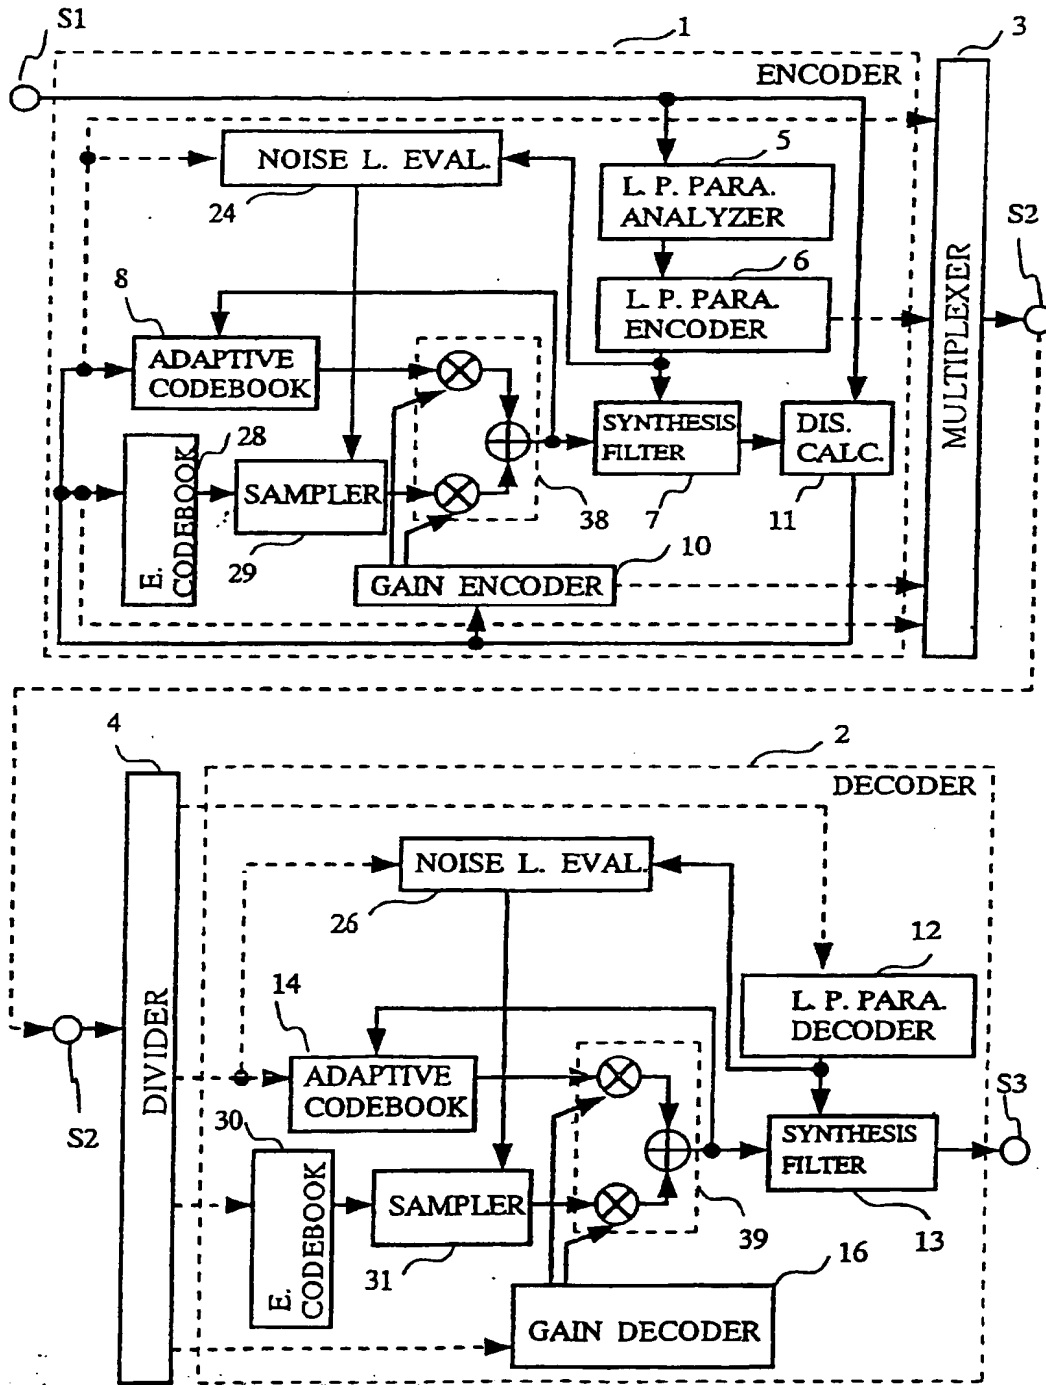 S1
1
3
ENCODER
NOISE L. EVAL.
24
5
L. P. PARA.
ANALYZER
S2
6
L. P. PARA.
ENCODER
MULTIPLEXER
8
ADAPTIVE
CODEBOOK
28
E.
CODEBOOK
SAMPLER
29
SYNTHESIS
FILTER
DIS.
CALC.
38
7
11
10
GAIN ENCODER
4
2
DECODER
NOISE L. EVAL.
26
12
L. P. PARA.
DECODER
14
ADAPTIVE
CODEBOOK
DIVIDER
S2
30
E.
CODEBOOK
SAMPLER
31
SYNTHESIS
FILTER
S3
39
13
16
GAIN DECODER